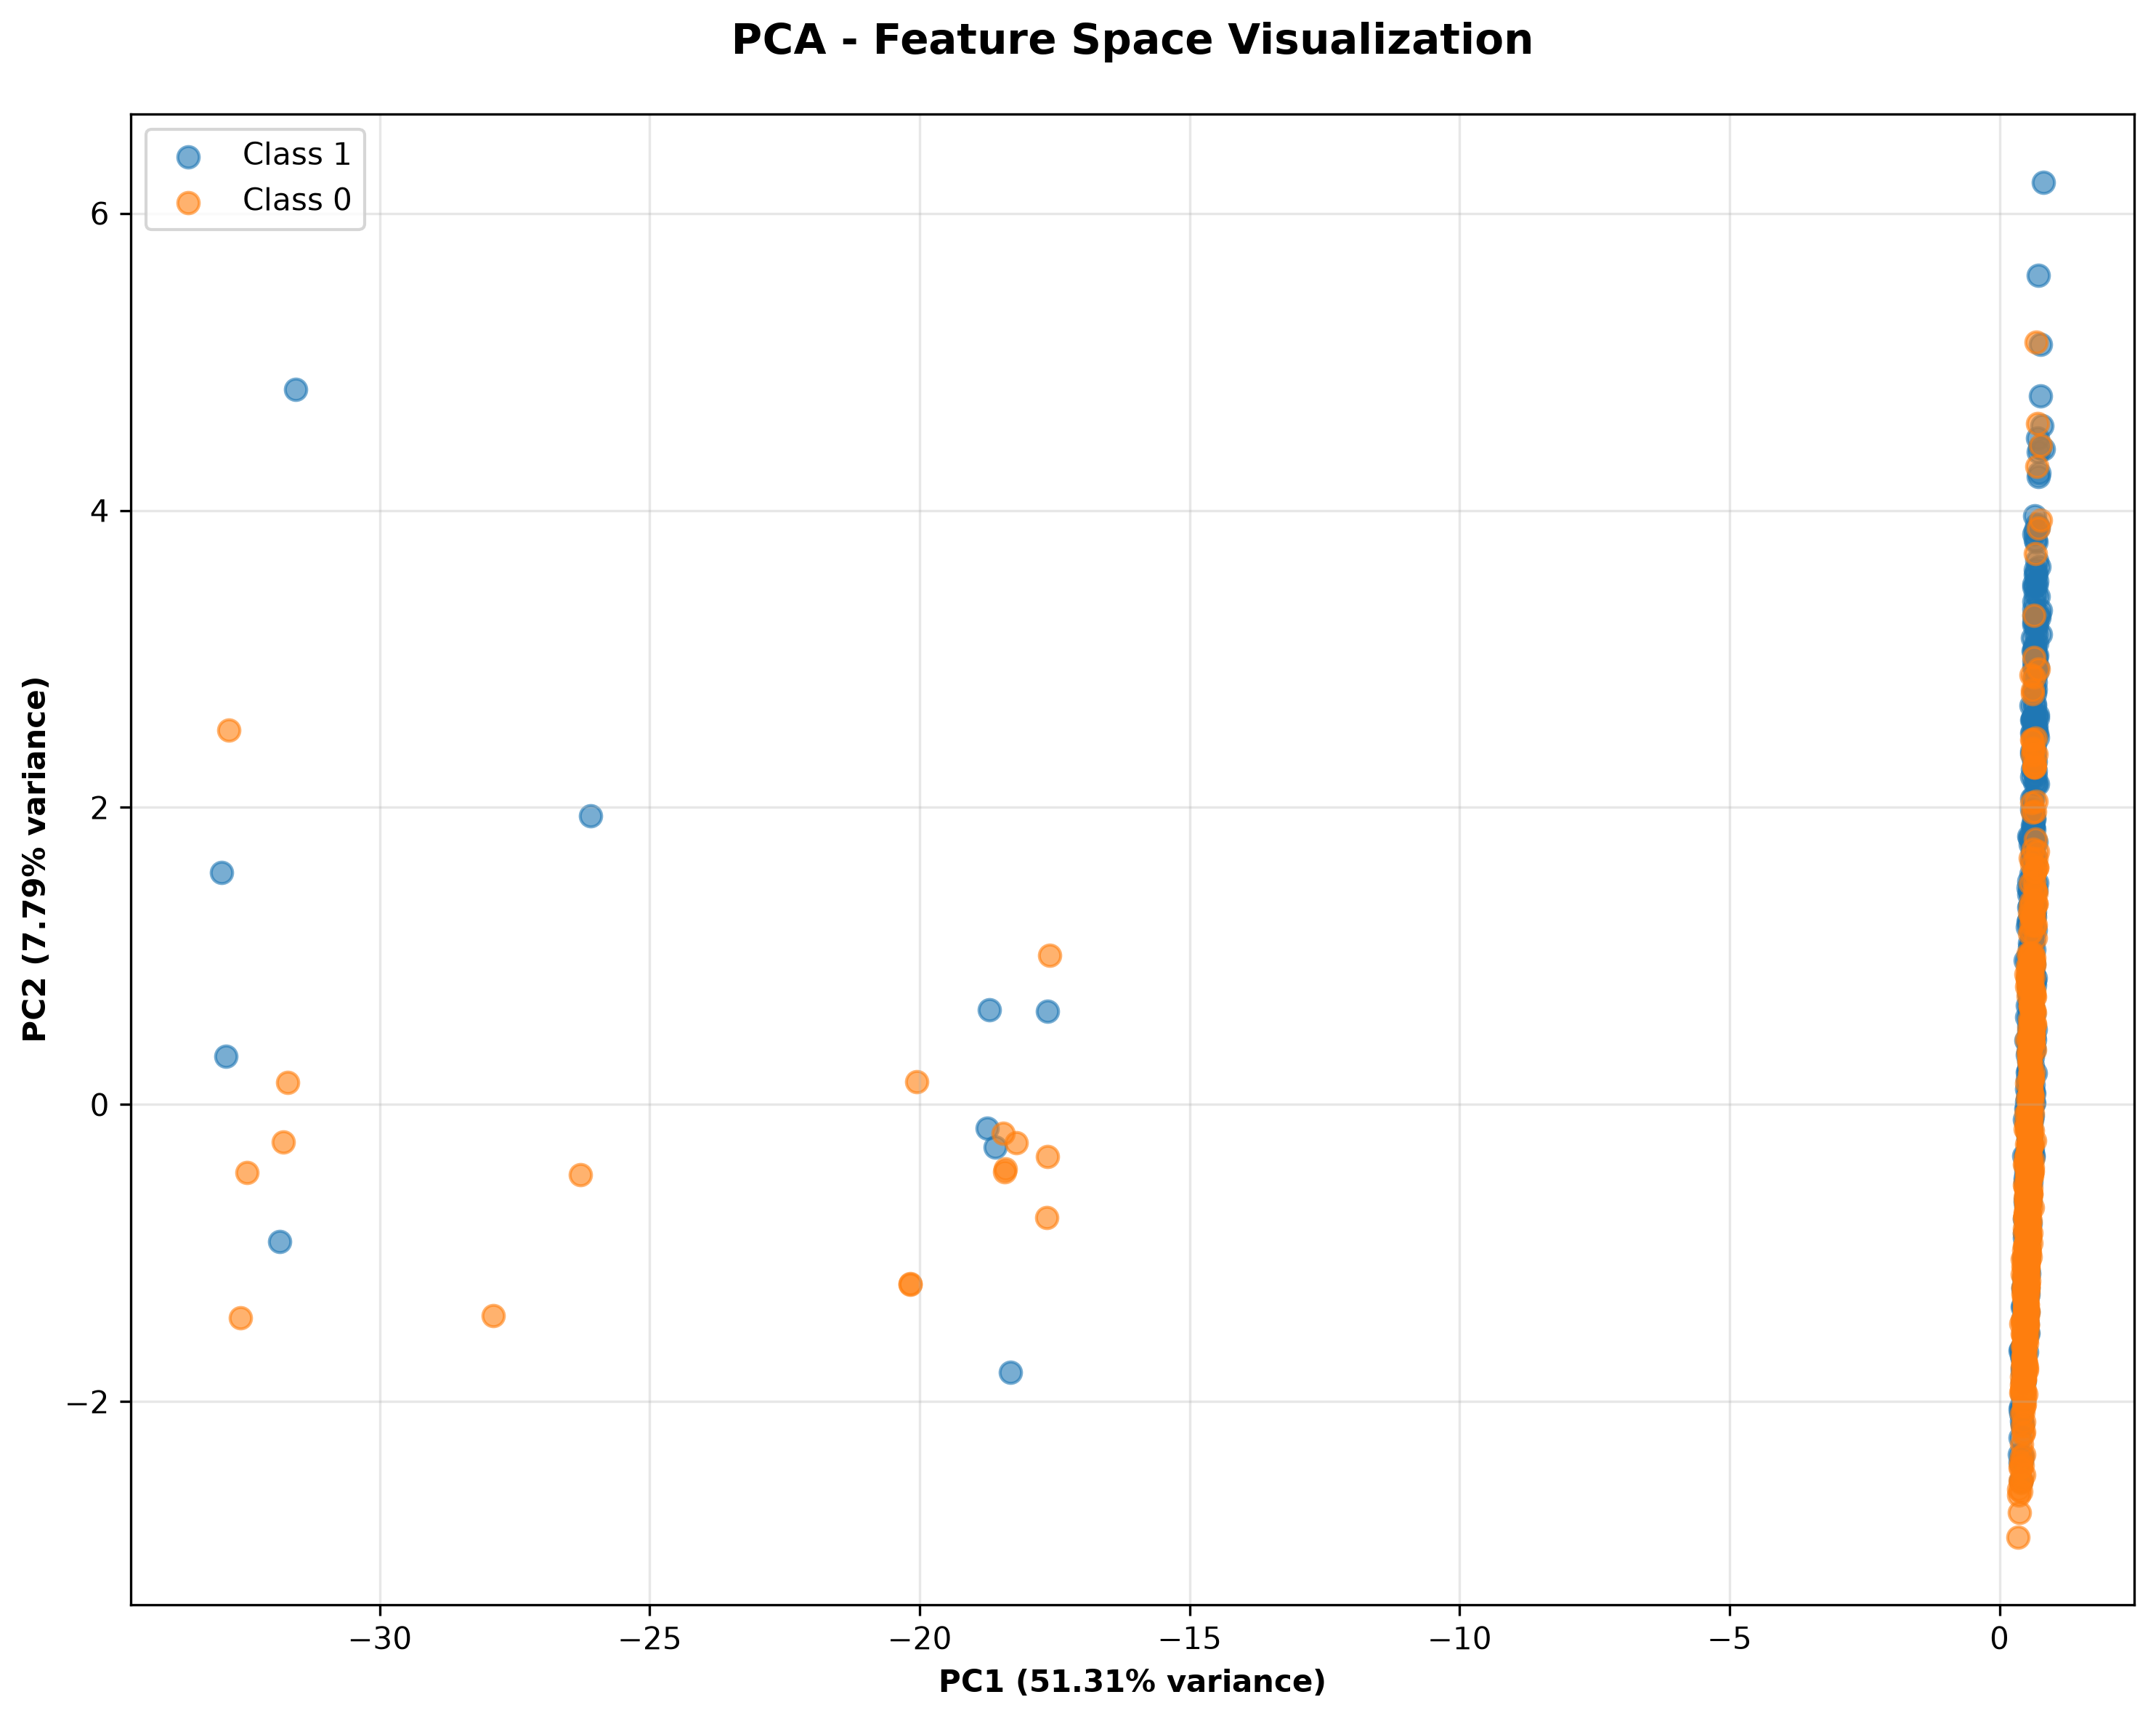 PCA - Feature Space Visualization
Class 1
Class 0
6
4
2
0
−2
PC2 (7.79% variance)
−30
−25
−20
−15
−10
−5
0
PC1 (51.31% variance)